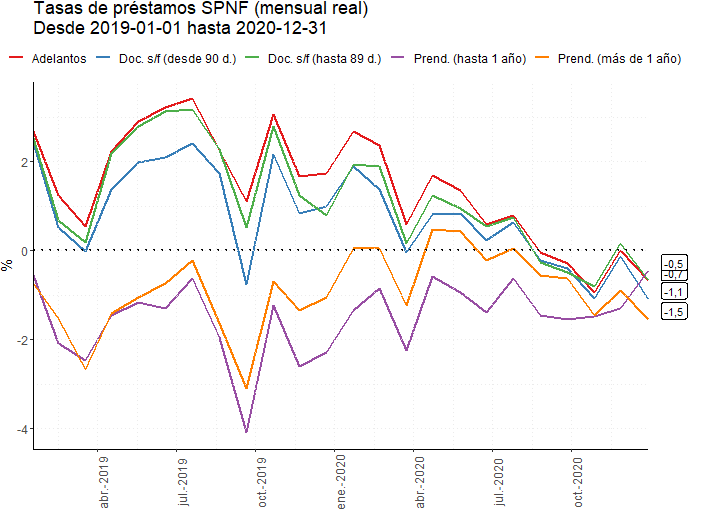 Tasas de préstamos SPNF (mensual real)
Desde 2019-01-01 hasta 2020-12-31
Adelantos Doc. s/f (desde 90 d.) Doc. s/f (hasta 89 d.) Prend. (hasta 1 año) Prend. (más de 1 año)
2
0
-2
-4
%
-0,5
-0,7
-1,1
-1,5
abr.-2019
jul.-2019
oct.-2019
ene.-2020
abr.-2020
jul.-2020
oct.-2020